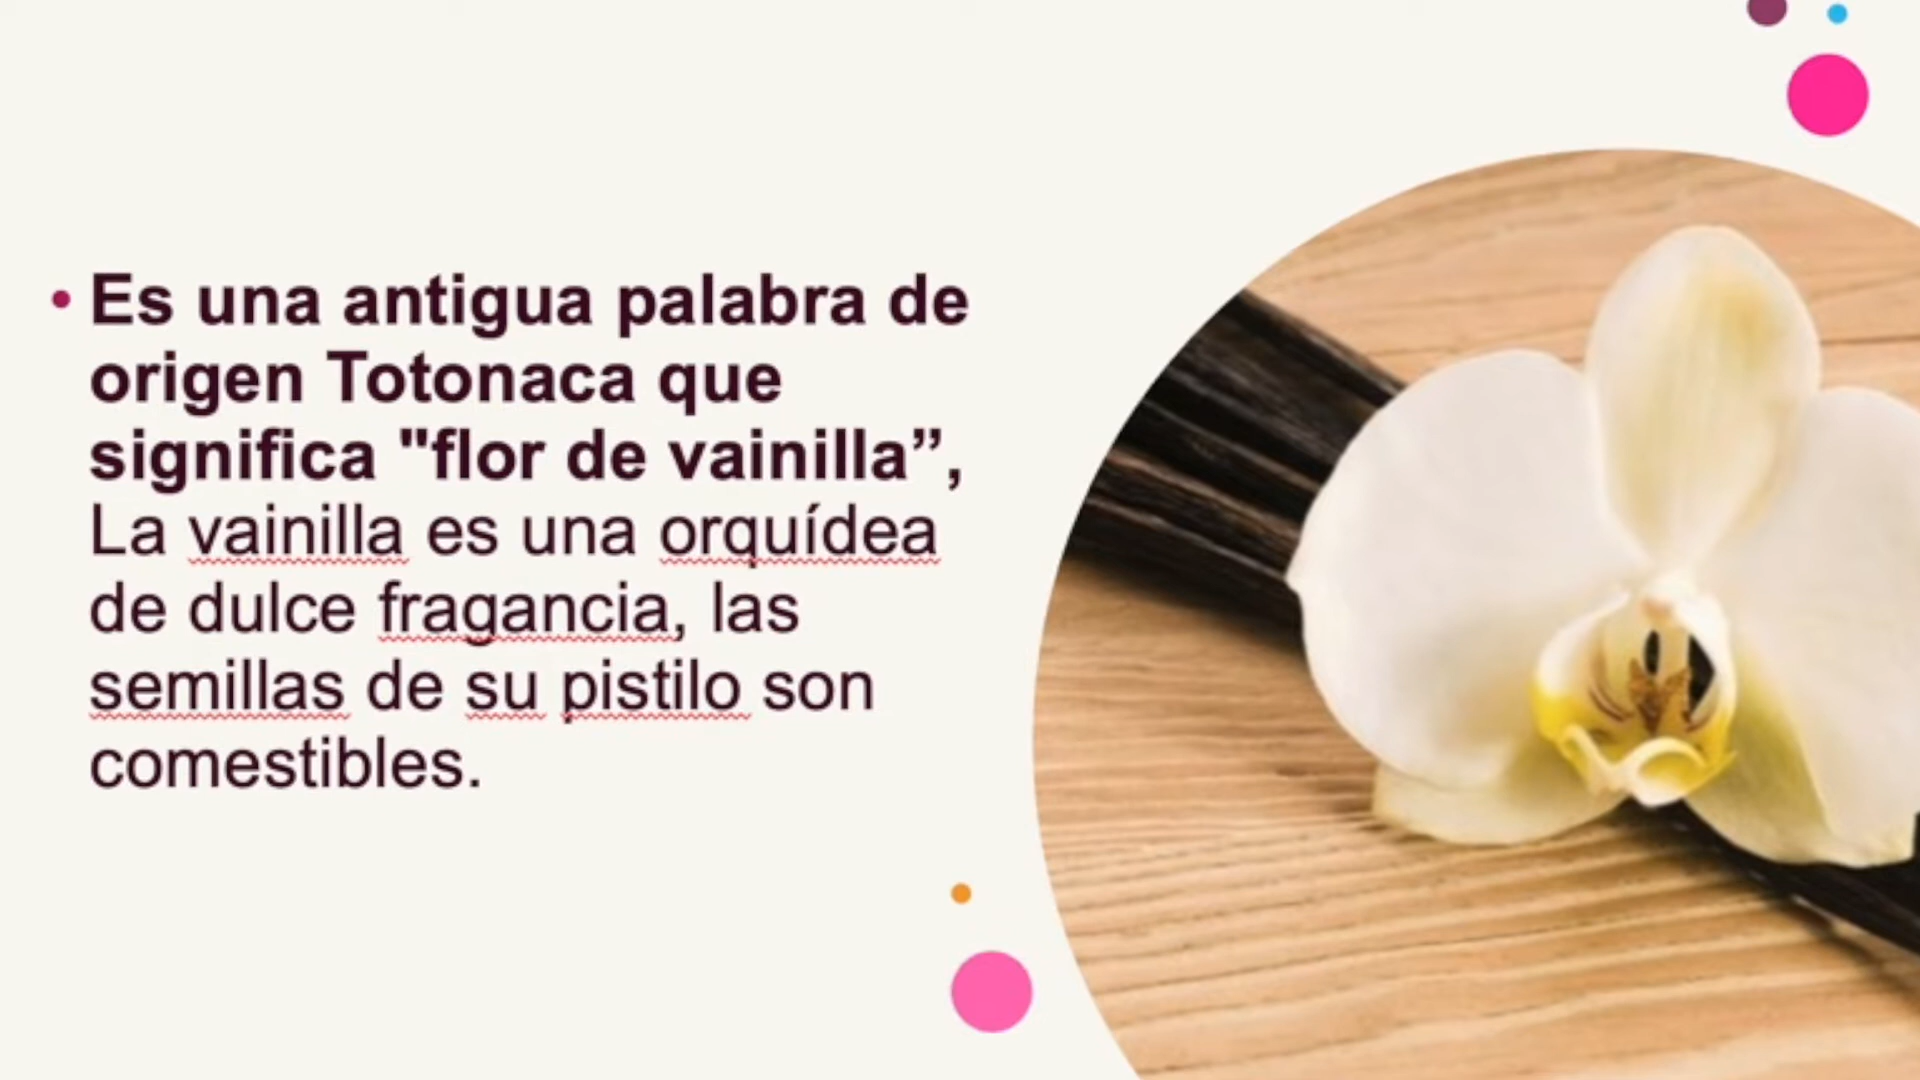 • Es una antigua palabra de
origen Totonaca que
significa "flor de vainilla”,
La vainilla es una orquídea
de dulce fragancia, las
semillas de su pistilo son
comestibles.